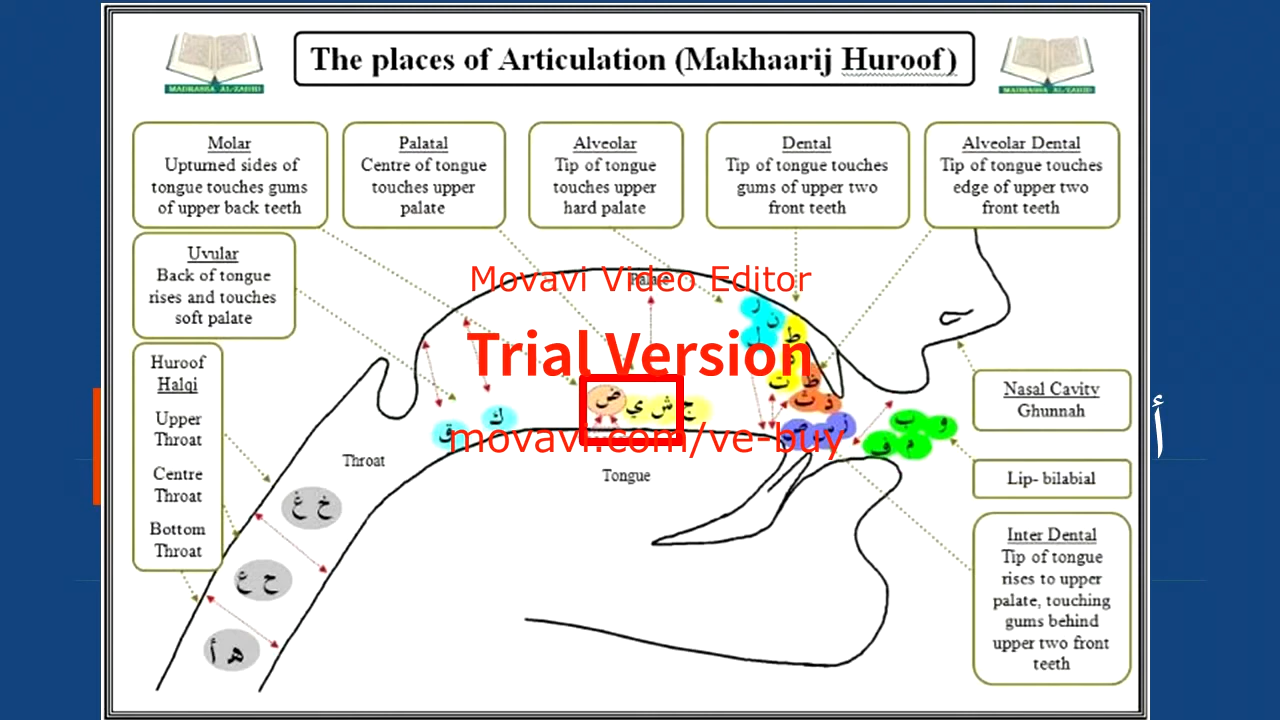 The places of Articulation (Makhaarij Huroof)
MADRASSA AL-ZAHID
MADRASSA AL-ZAHID
Molar
Upturned sides of
tongue touches gums
of upper back teeth
Palatal
Centre of tongue
touches upper
palate
Alveolar
Tip of tongue
touches upper
hard palate
Dental
Tip of tongue touches
gums of upper two
front teeth
Alveolar Dental
Tip of tongue touches
edge of upper two
front teeth
Uvular
Back of tongue
rises and touches
soft palate
Palate
Movavi Video Editor
Trial Version
movavi.com/ve-buy
Huroof
Halqi
Upper
Throat
Centre
Throat
Bottom
Throat
ر
ن
ل
ط
ت
ظ
ث ذ
ض
ج ش ي
ك
ق
ص س ز
ب و
ف م
Throat
Tongue
خ غ
ح ع
ه أ
Nasal Cavity
Ghunnah
Lip- bilabial
Inter Dental
Tip of tongue
rises to upper
palate, touching
gums behind
upper two front
teeth
أ